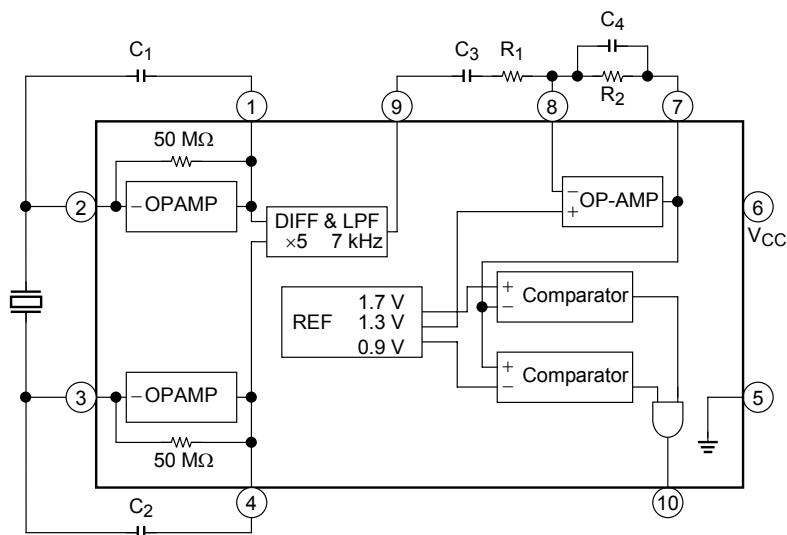 C1
C3
R1
C4
R2
1
9
8
7
50 MΩ
2
−OPAMP
DIFF & LPF
×5 7 kHz
−
+
OP-AMP
6
VCC
REF
1.7 V
1.3 V
0.9 V
+
−
Comparator
+
−
Comparator
3
−OPAMP
5
50 MΩ
4
C2
10